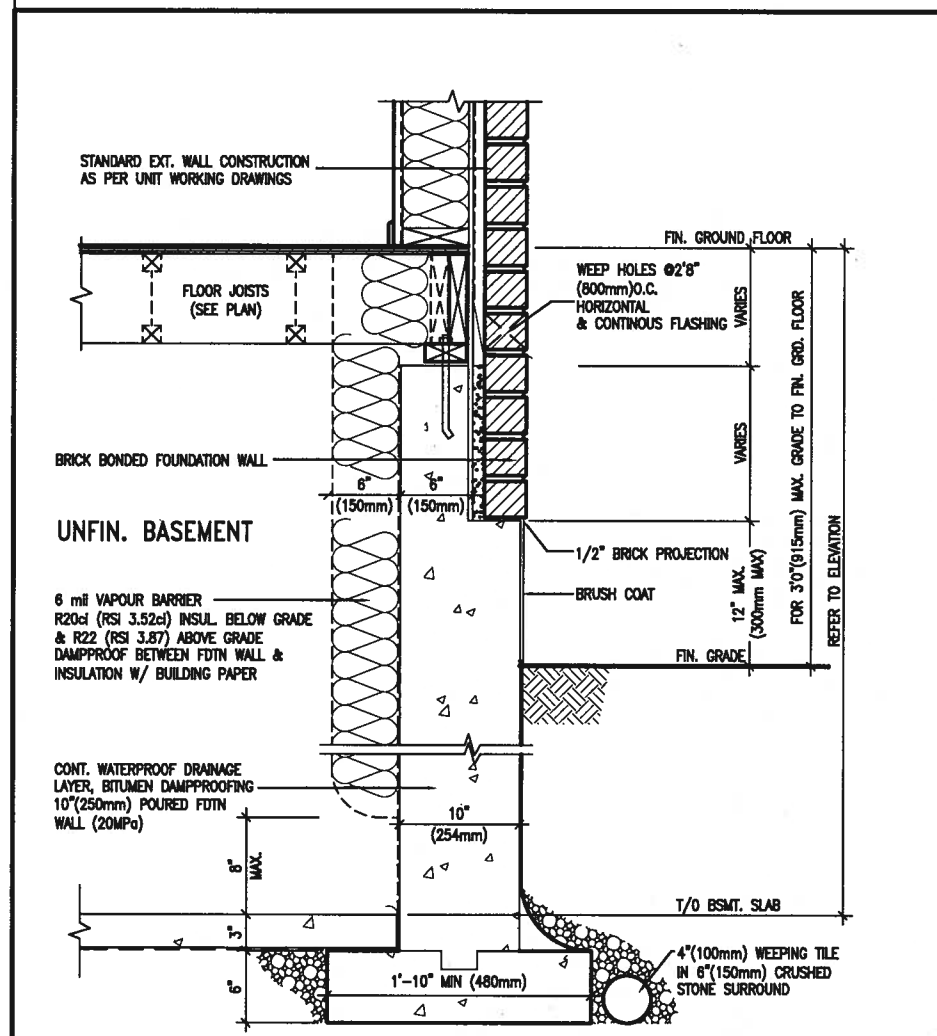 STANDARD EXT. WALL CONSTRUCTION
AS PER UNIT WORKING DRAWINGS
FIN. GROUND FLOOR
FLOOR JOISTS
(SEE PLAN)
WEEP HOLES @2'8"
(800mm)O.C.
HORIZONTAL
& CONTINOUS FLASHING
VARIES
VARIES
FOR 3'0"(915mm) MAX. GRADE TO FIN. GRD. FLOOR
REFER TO ELEVATION
BRICK BONDED FOUNDATION WALL
6"
(150mm)
6"
(150mm)
UNFIN. BASEMENT
1/2" BRICK PROJECTION
BRUSH COAT
12" MAX.
(300mm MAX)
6 mil VAPOUR BARRIER
R20ci (RSI 3.52ci) INSUL. BELOW GRADE
& R22 (RSI 3.87) ABOVE GRADE
DAMPPROOF BETWEEN FDTN WALL &
INSULATION W/ BUILDING PAPER
FIN. GRADE
CONT. WATERPROOF DRAINAGE
LAYER, BITUMEN DAMPPROOFING
10"(250mm) POURED FDTN
WALL (20MPa)
10"
(254mm)
8"
MAX.
T/O BSMT. SLAB
3"
6"
1'-10" MIN (480mm)
4"(100mm) WEEPING TILE
IN 6"(150mm) CRUSHED
STONE SURROUND